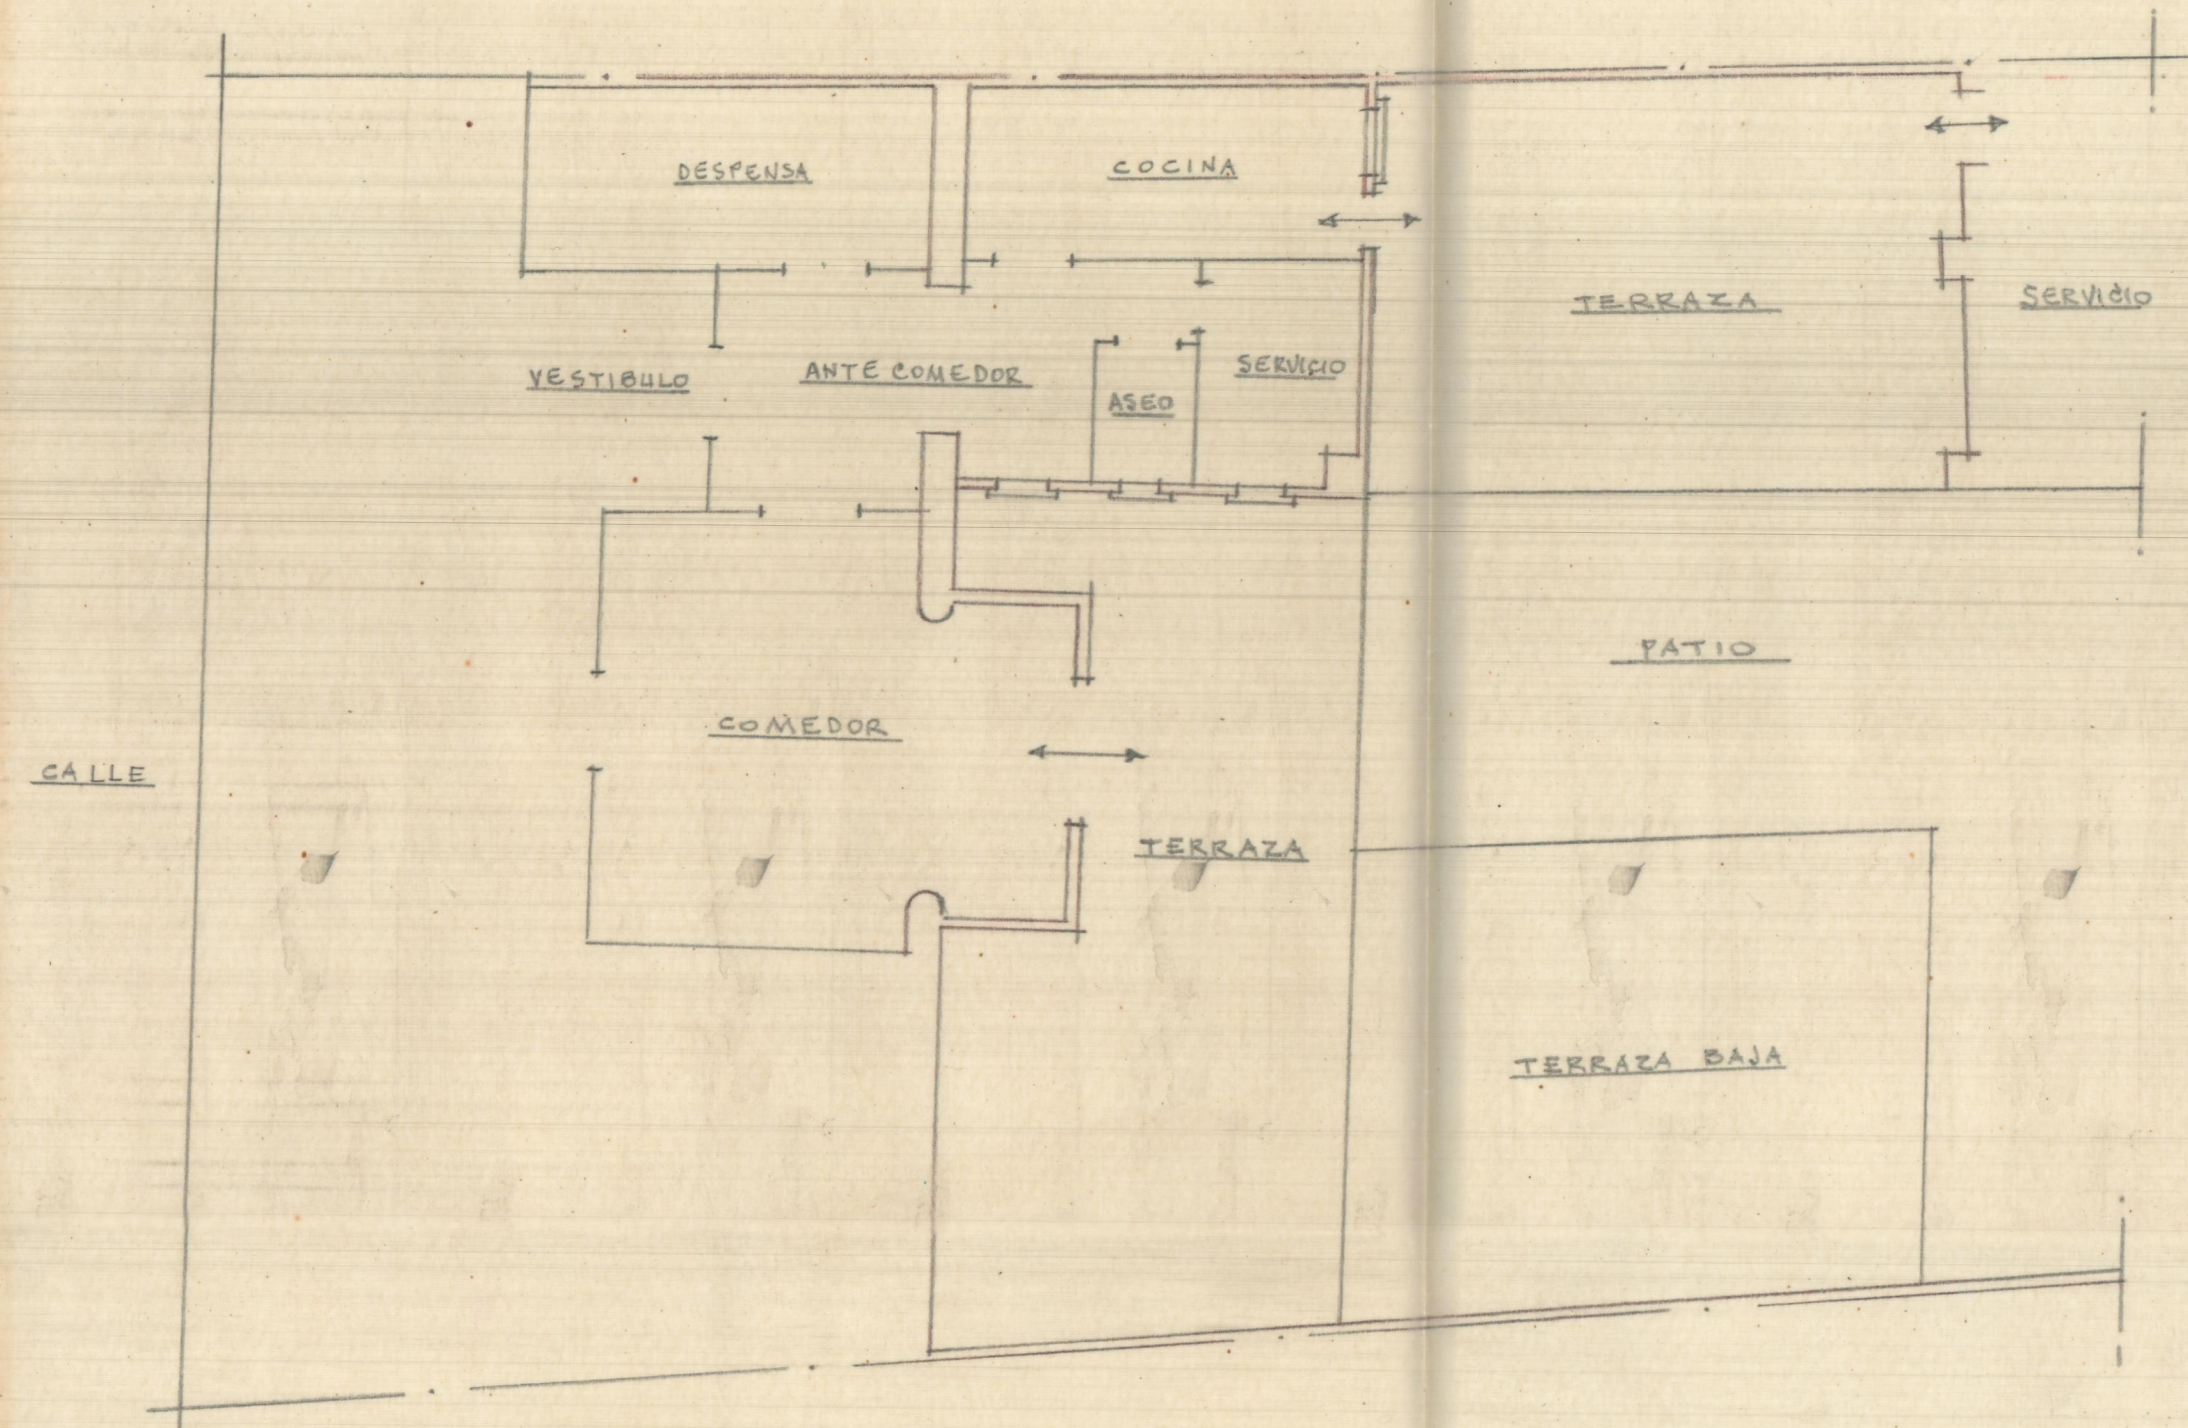 DESPENSA
COCINA
TERRAZA
SERVICIO
VESTIBULO
ANTE COMEDOR
SERVICIO
ASEO
PATIO
COMEDOR
CALLE
TERRAZA
TERRAZA BAJA